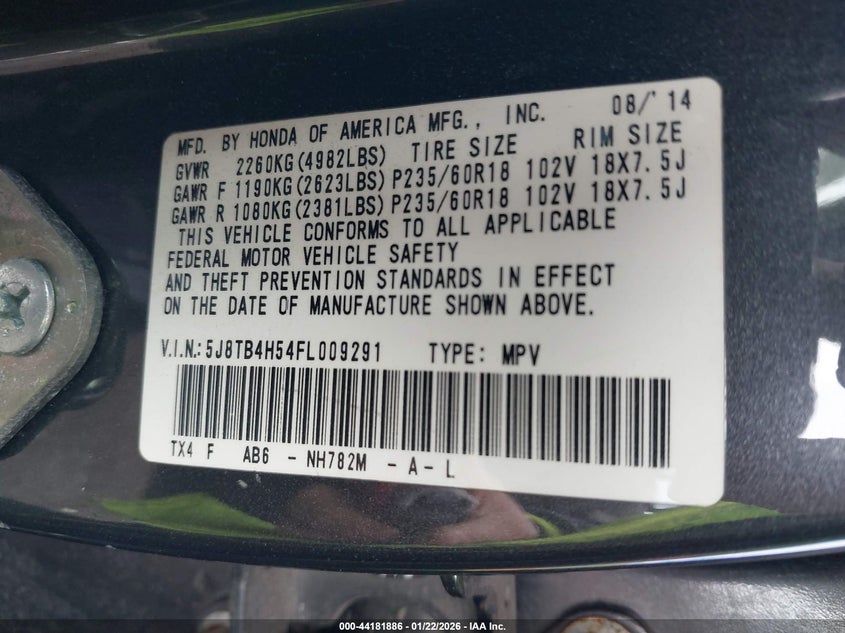 MFD. BY HONDA OF AMERICA MFG., INC. 08/'14
GVWR 2260KG(4982LBS) TIRE SIZE RIM SIZE
GAWR F 1190KG(2623LBS) P235/60R18 102V 18X7.5J
GAWR R 1080KG(2381LBS) P235/60R18 102V 18X7.5J
THIS VEHICLE CONFORMS TO ALL APPLICABLE
FEDERAL MOTOR VEHICLE SAFETY
AND THEFT PREVENTION STANDARDS IN EFFECT
ON THE DATE OF MANUFACTURE SHOWN ABOVE.
V.I.N.: 5J8TB4H54FL009291 TYPE: MPV
TX4 F AB6 - NH782M - A - L
000-44181886 - 01/22/2026 - IAA Inc.